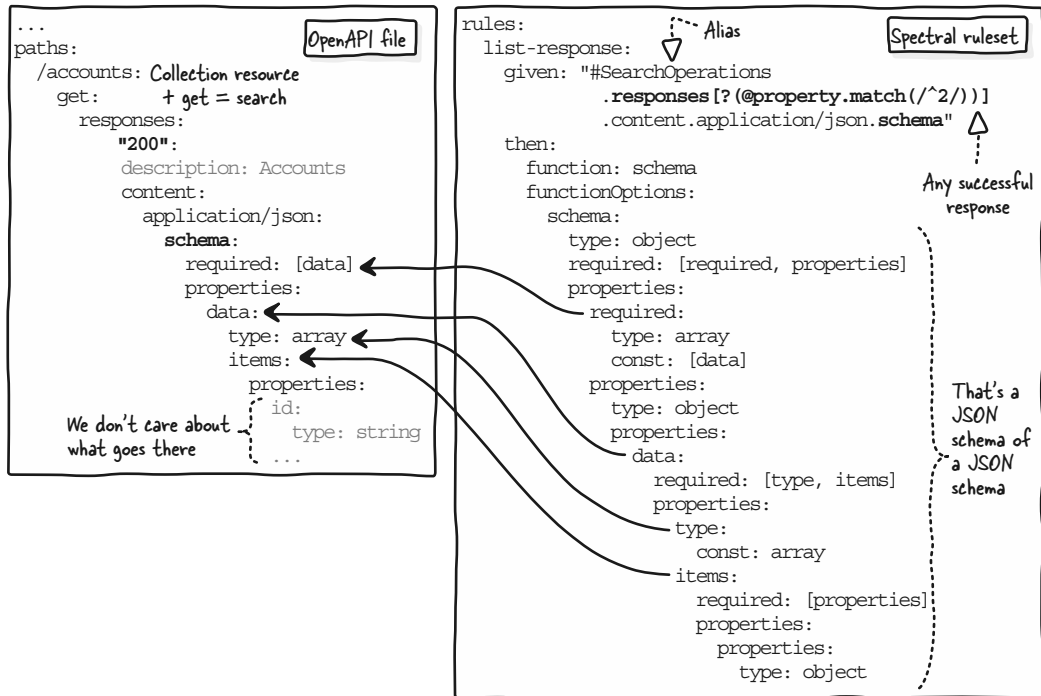 ...
OpenAPI file
paths:
/accounts: Collection resource
get: + get = search
responses:
"200":
description: Accounts
content:
application/json:
schema:
required: [data]
properties:
data:
type: array
items:
properties:
id:
type: string
...
We don't care about
what goes there
rules:
Alias
Spectral ruleset
list-response:
given: "#SearchOperations
.responses[?(@property.match(/^2/))]
.content.application/json.schema"
then:
function: schema
functionOptions:
Any successful
response
schema:
type: object
required: [required, properties]
properties:
required:
type: array
const: [data]
properties:
type: object
properties:
data:
required: [type, items]
properties:
type:
const: array
items:
required: [properties]
properties:
properties:
type: object
That's a
JSON
schema of
a JSON
schema